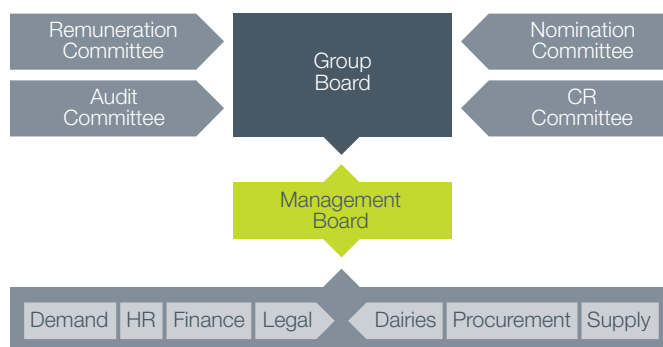 Remuneration
Committee
Group
Board
Nomination
Committee
Audit
Committee
CR
Committee
Management
Board
Demand HR Finance Legal Dairies Procurement Supply